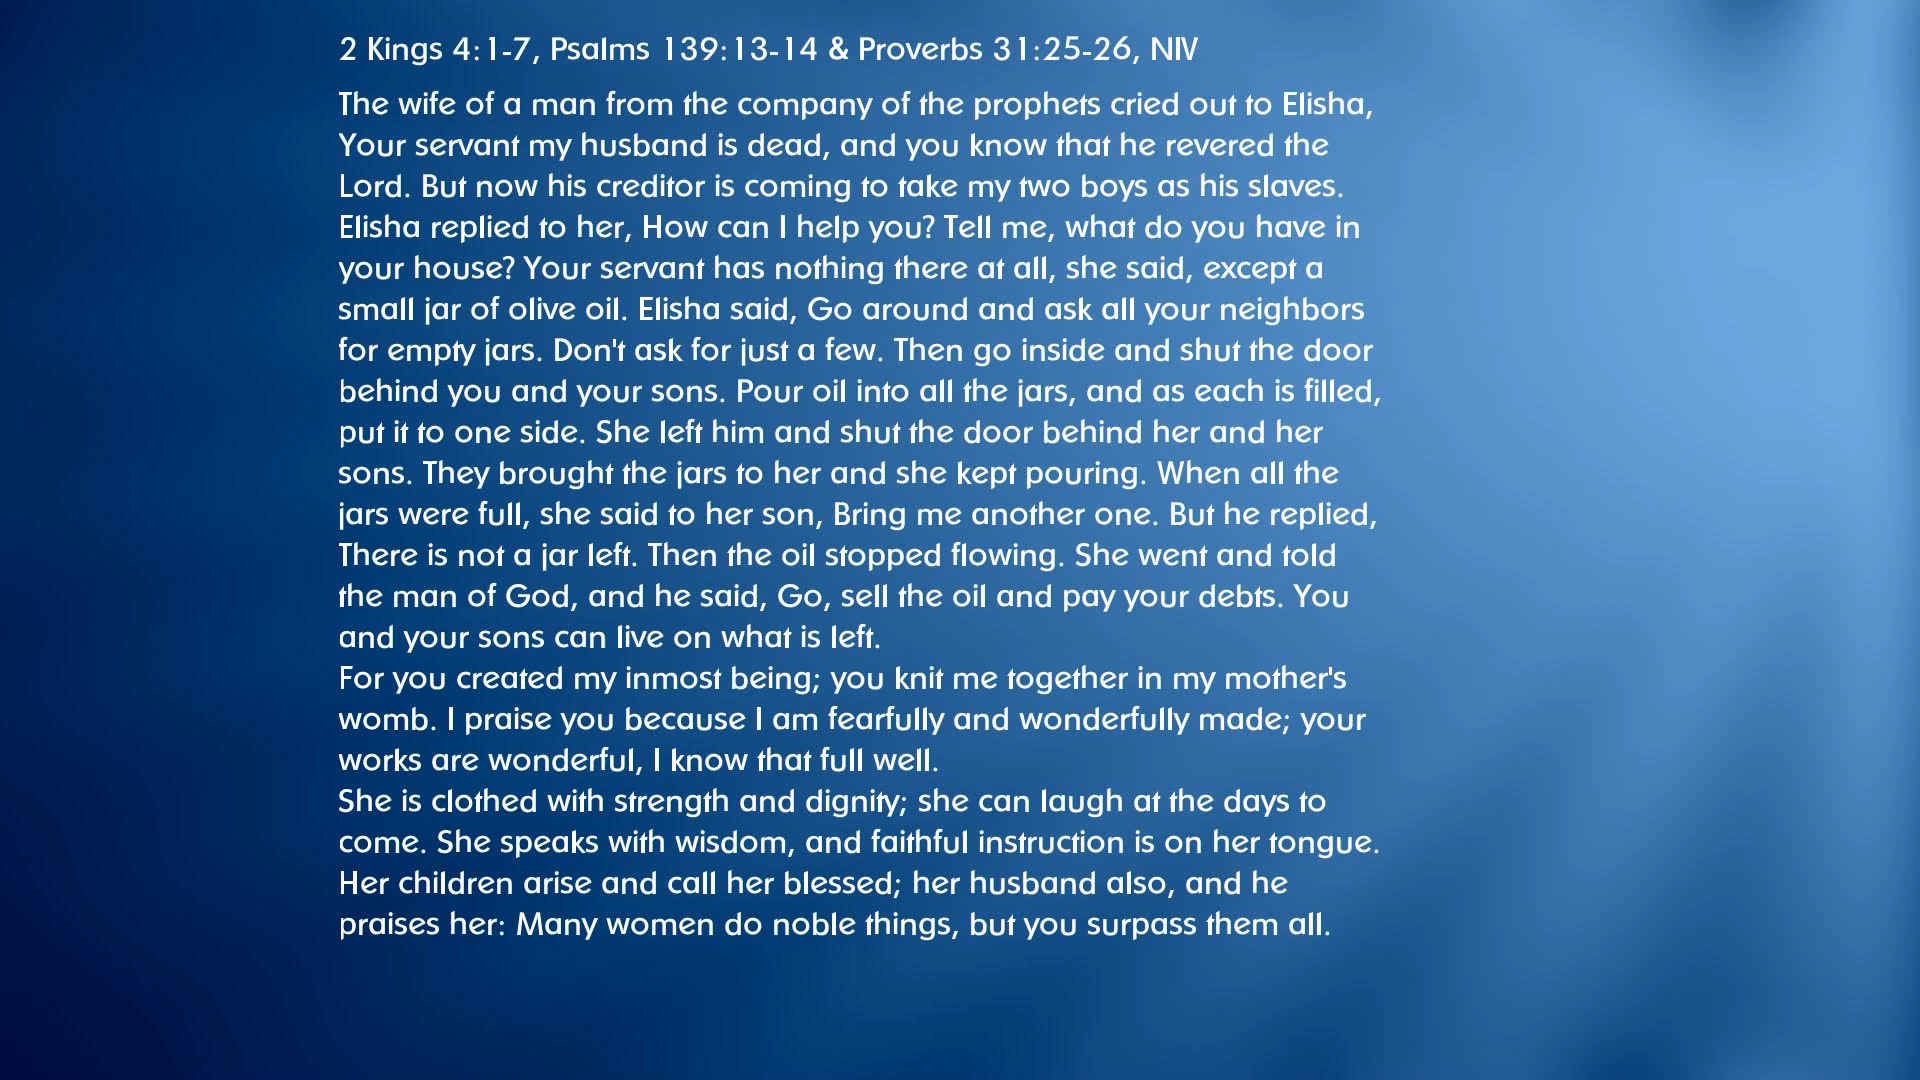 2 Kings 4:1-7, Psalms 139:13-14 & Proverbs 31:25-26, NIV
The wife of a man from the company of the prophets cried out to Elisha,
Your servant my husband is dead, and you know that he revered the
Lord. But now his creditor is coming to take my two boys as his slaves.
Elisha replied to her, How can I help you? Tell me, what do you have in
your house? Your servant has nothing there at all, she said, except a
small jar of olive oil. Elisha said, Go around and ask all your neighbors
for empty jars. Don't ask for just a few. Then go inside and shut the door
behind you and your sons. Pour oil into all the jars, and as each is filled,
put it to one side. She left him and shut the door behind her and her
sons. They brought the jars to her and she kept pouring. When all the
jars were full, she said to her son, Bring me another one. But he replied,
There is not a jar left. Then the oil stopped flowing. She went and told
the man of God, and he said, Go, sell the oil and pay your debts. You
and your sons can live on what is left.
For you created my inmost being; you knit me together in my mother's
womb. I praise you because I am fearfully and wonderfully made; your
works are wonderful, I know that full well.
She is clothed with strength and dignity; she can laugh at the days to
come. She speaks with wisdom, and faithful instruction is on her tongue.
Her children arise and call her blessed; her husband also, and he
praises her: Many women do noble things, but you surpass them all.